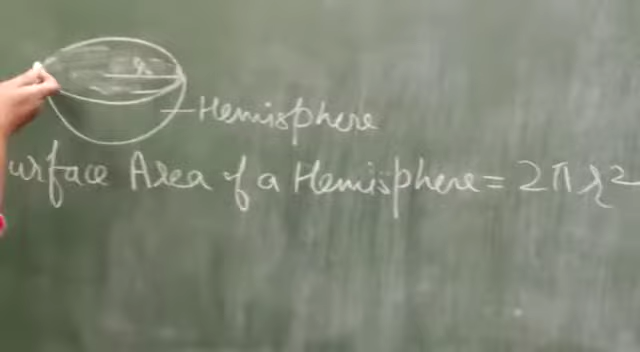 r
Hemisphere
urface Area of a Hemisphere = 2πr²